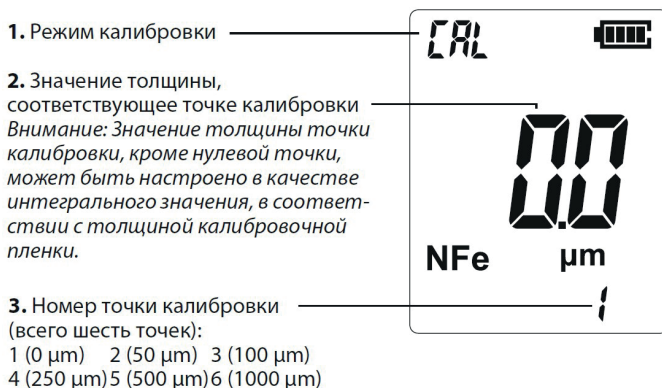 1. Режим калибровки
CAL
2. Значение толщины,
соответствующее точке калибровки
Внимание: Значение толщины точки
калибровки, кроме нулевой точки,
может быть настроено в качестве
интегрального значения, в соответ-
ствии с толщиной калибровочной
пленки.
0.0
NFe µm
1
3. Номер точки калибровки
(всего шесть точек):
1 (0 µm) 2 (50 µm) 3 (100 µm)
4 (250 µm) 5 (500 µm) 6 (1000 µm)